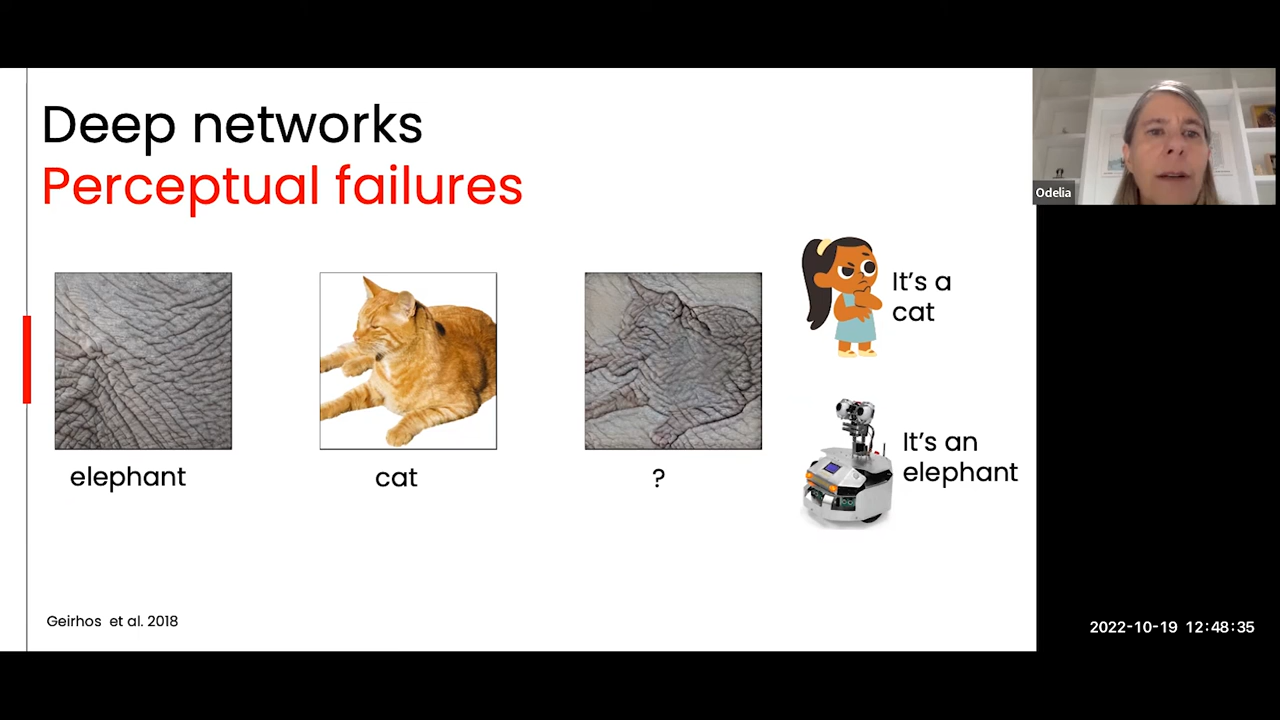 Deep networks
Perceptual failures
elephant
cat
?
It's a
cat
It's an
elephant
Geirhos et al. 2018
Odelia
2022-10-19 12:48:35